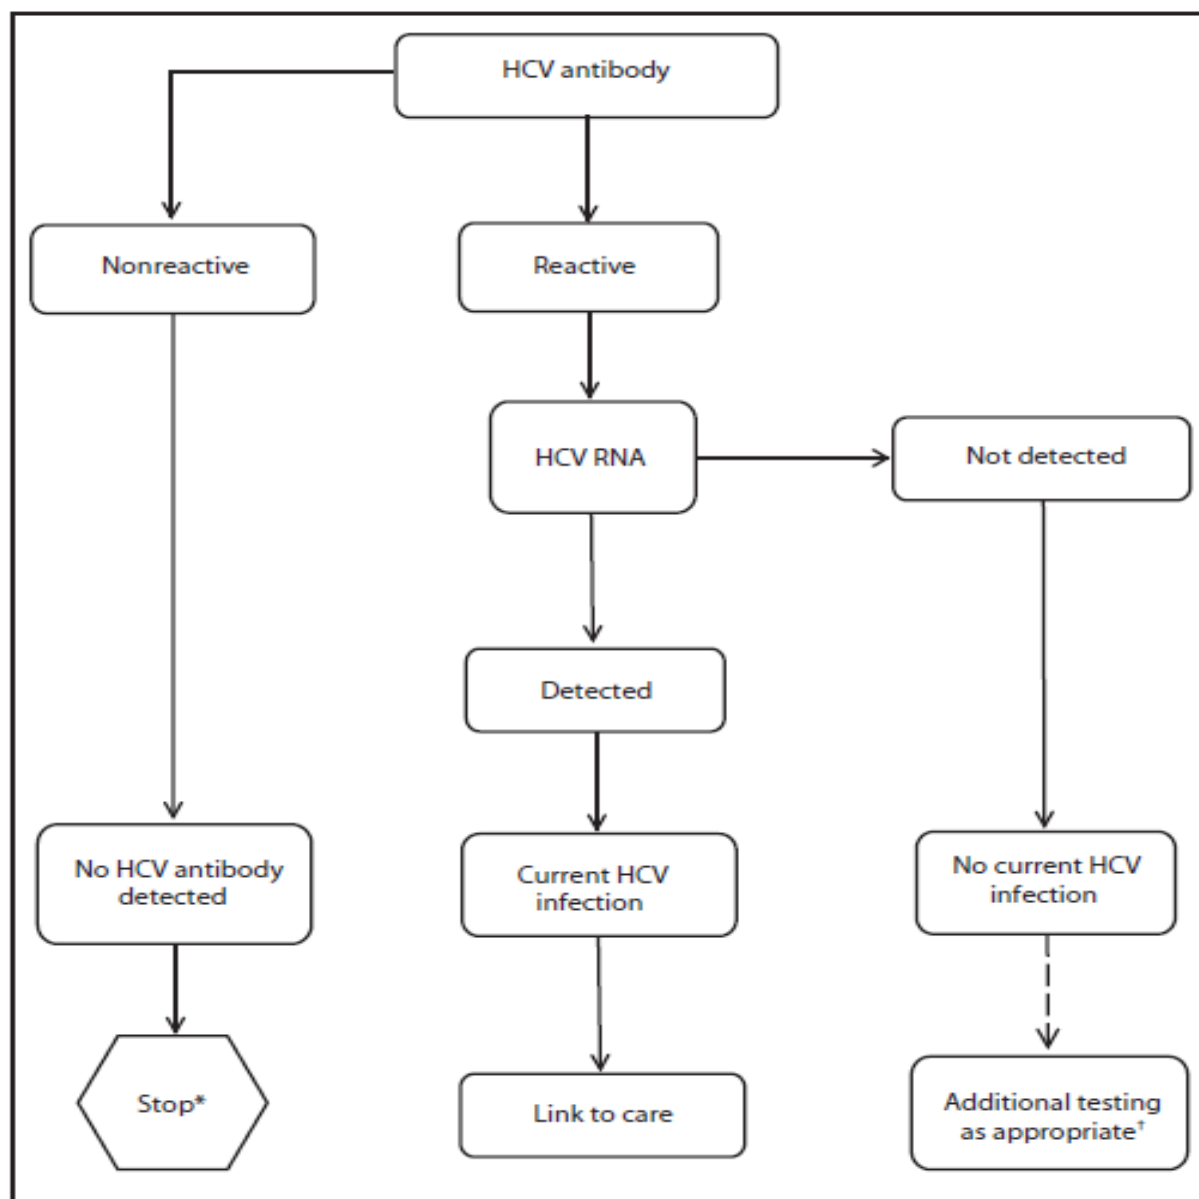 HCV antibody
Nonreactive
Reactive
HCV RNA
Not detected
Detected
No HCV antibody
detected
Current HCV
infection
No current HCV
infection
Stop*
Link to care
Additional testing
as appropriate†